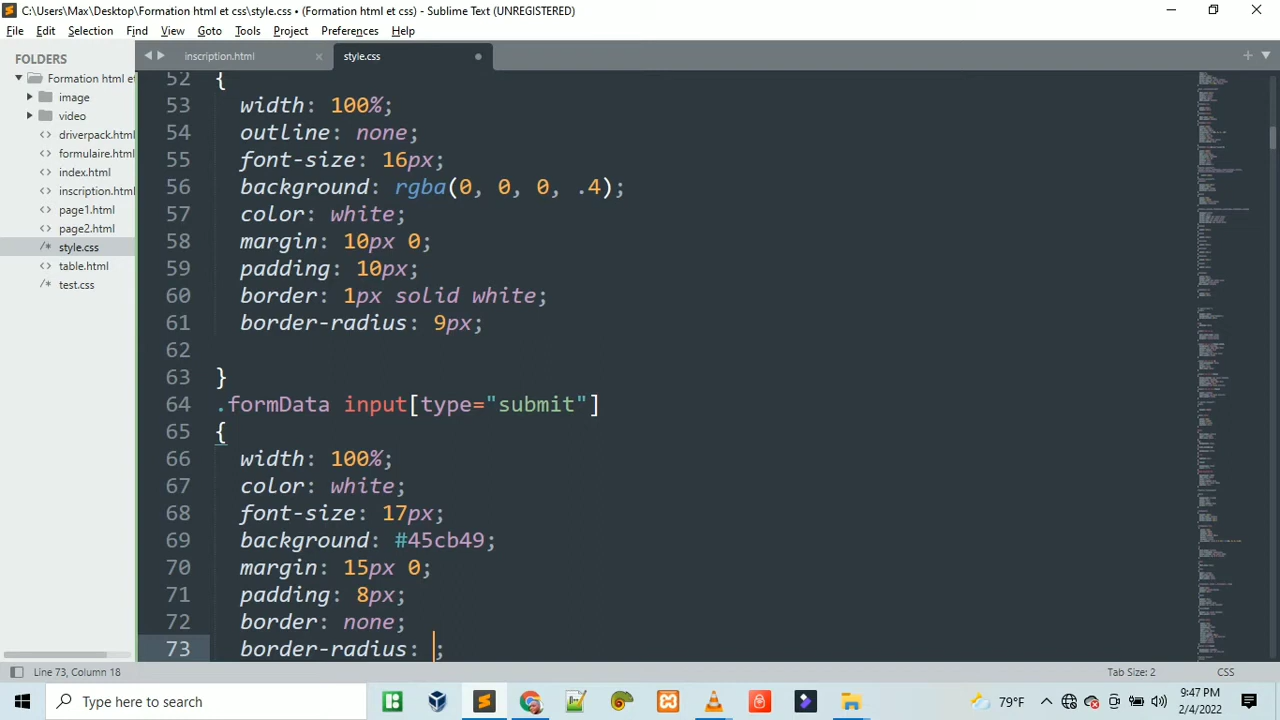 C:\Users\Max\Desktop\Formation html et css\style.css • (Formation html et css) - Sublime Text (UNREGISTERED)
File Edit Selection Find View Goto Tools Project Preferences Help
FOLDERS
Formation html et
image
video
driverpack.html
formulaire.html
index.html
inscription.html
page1.html
page2.html
/* style.css
table.html
/* test.css
inscription.html × style.css
52 {
53 width: 100%;
54 outline: none;
55 font-size: 16px;
56 background: rgba(0, 0, 0, .4);
57 color: white;
58 margin: 10px 0;
59 padding: 10px;
60 border: 1px solid white;
61 border-radius: 9px;
62
63 }
64 .formData input[type="submit"]
65 {
66 width: 100%;
67 color: white;
68 font-size: 17px;
69 background: #45cb49;
70 margin: 15px 0;
71 padding: 8px;
72 border: none;
73 border-radius: ;
Line 73, Column 18 Tab Size: 2 CSS
Type here to search 79°F 9:47 PM
2/4/2022